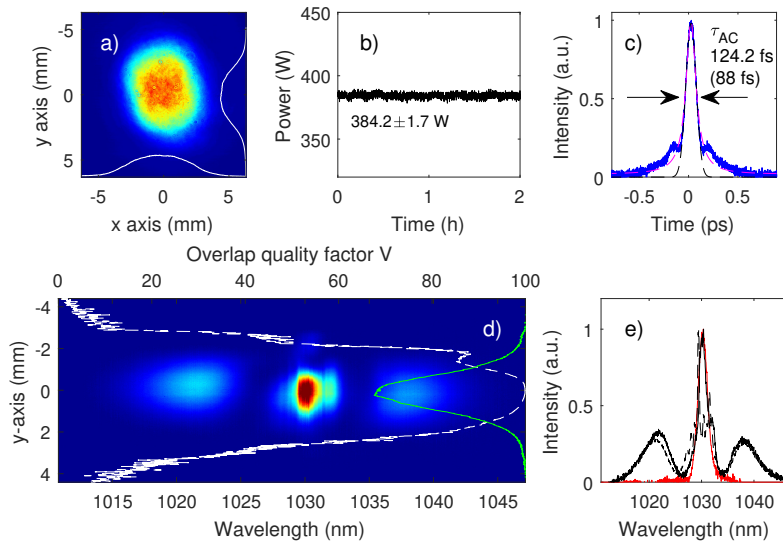 a)
y axis (mm)
-5
0
5
-5
0
5
x axis (mm)
b)
Power (W)
450
400
350
384.2±1.7 W
0
1
2
Time (h)
c)
Intensity (a.u.)
1
0.5
0
τAC
124.2 fs
(88 fs)
-0.5
0
0.5
Time (ps)
Overlap quality factor V
0
20
40
60
80
100
d)
y-axis (mm)
-4
-2
0
2
4
1015
1020
1025
1030
1035
1040
1045
Wavelength (nm)
e)
Intensity (a.u.)
1
0.5
0
1020
1030
1040
Wavelength (nm)